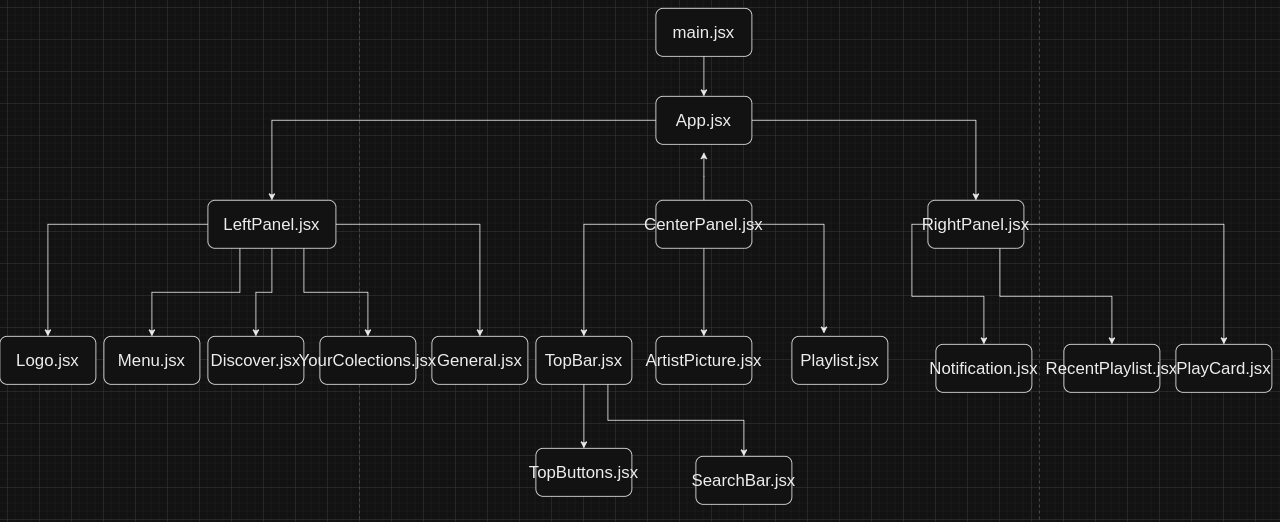 main.jsx
App.jsx
LeftPanel.jsx
CenterPanel.jsx
RightPanel.jsx
Logo.jsx
Menu.jsx
Discover.jsx
YourColections.jsx
General.jsx
TopBar.jsx
ArtistPicture.jsx
Playlist.jsx
Notification.jsx
RecentPlaylist.jsx
PlayCard.jsx
TopButtons.jsx
SearchBar.jsx